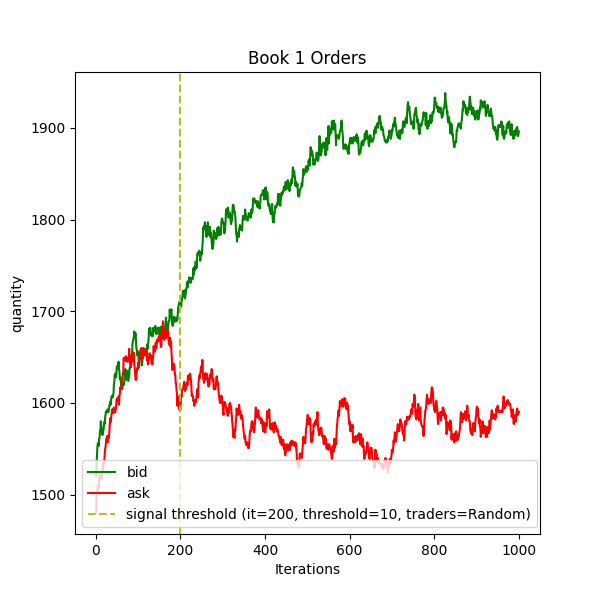 Book 1 Orders
quantity
1900
1800
1700
1600
1500
bid
ask
signal threshold (it=200, threshold=10, traders=Random)
0 200 400 600 800 1000
Iterations